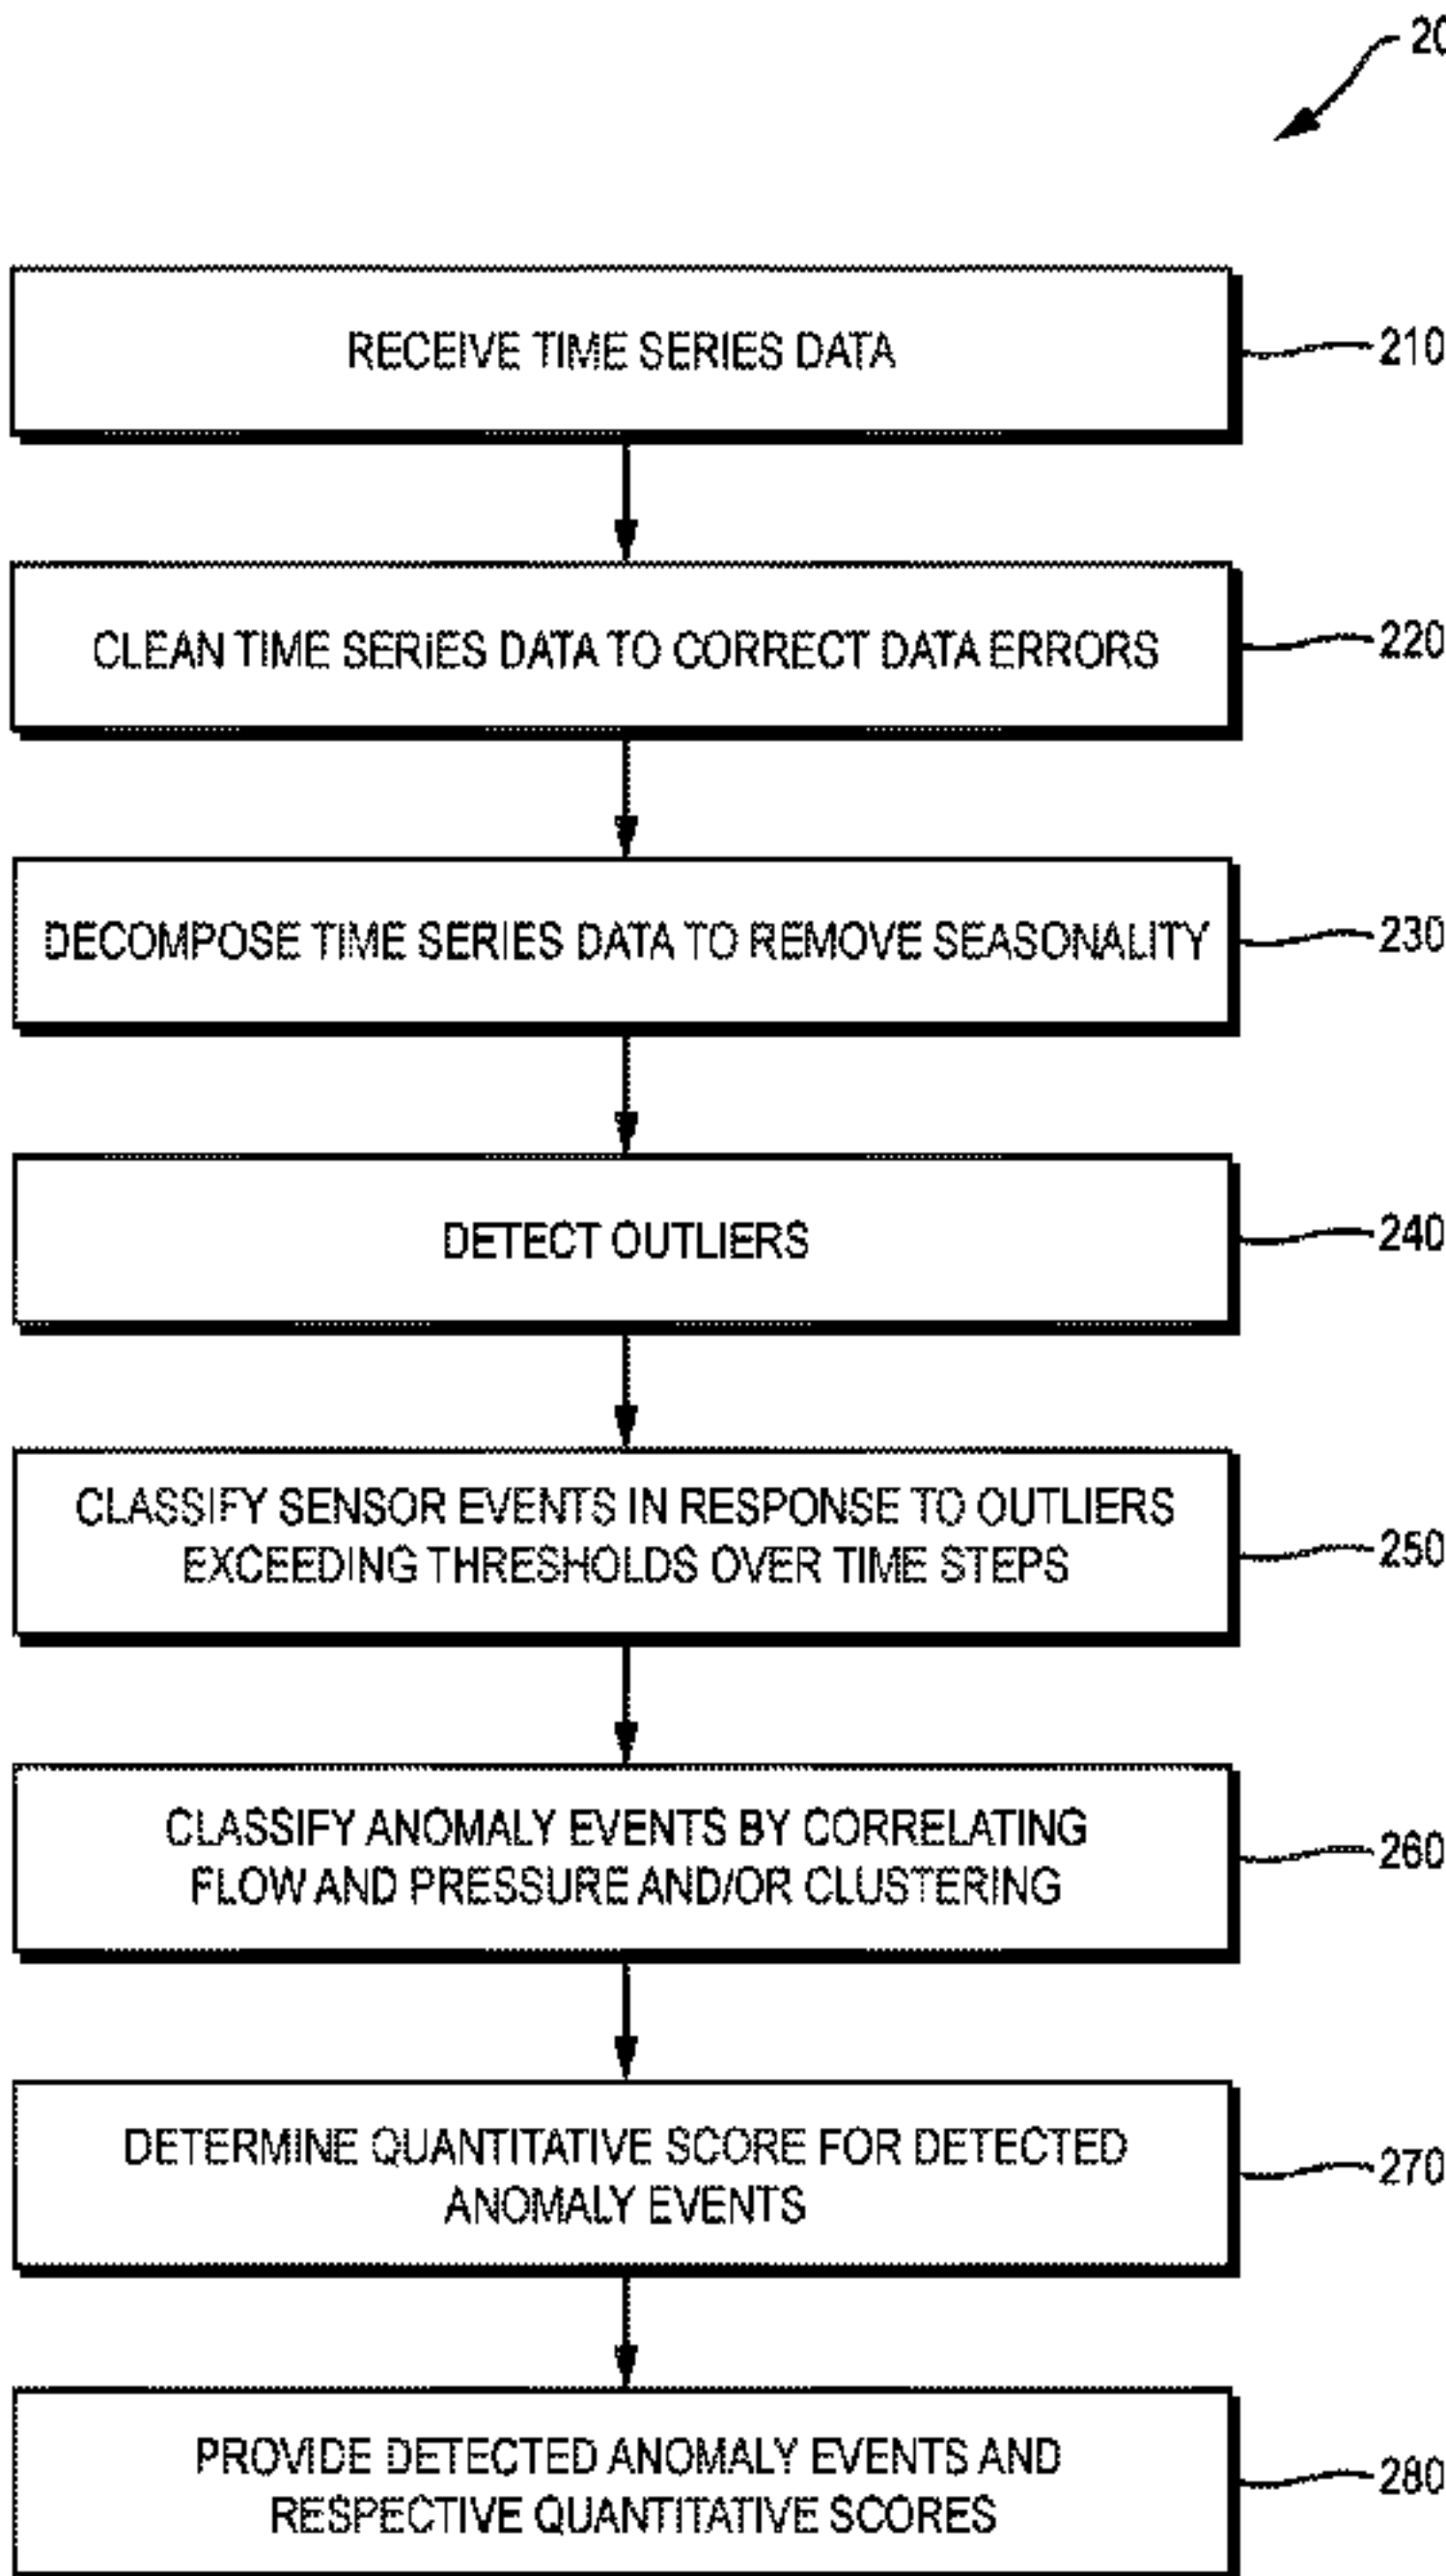 20
RECEIVE TIME SERIES DATA
210
CLEAN TIME SERIES DATA TO CORRECT DATA ERRORS
220
DECOMPOSE TIME SERIES DATA TO REMOVE SEASONALITY
230
DETECT OUTLIERS
240
CLASSIFY SENSOR EVENTS IN RESPONSE TO OUTLIERS
EXCEEDING THRESHOLDS OVER TIME STEPS
250
CLASSIFY ANOMALY EVENTS BY CORRELATING
FLOW AND PRESSURE AND/OR CLUSTERING
260
DETERMINE QUANTITATIVE SCORE FOR DETECTED
ANOMALY EVENTS
270
PROVIDE DETECTED ANOMALY EVENTS AND
RESPECTIVE QUANTITATIVE SCORES
280